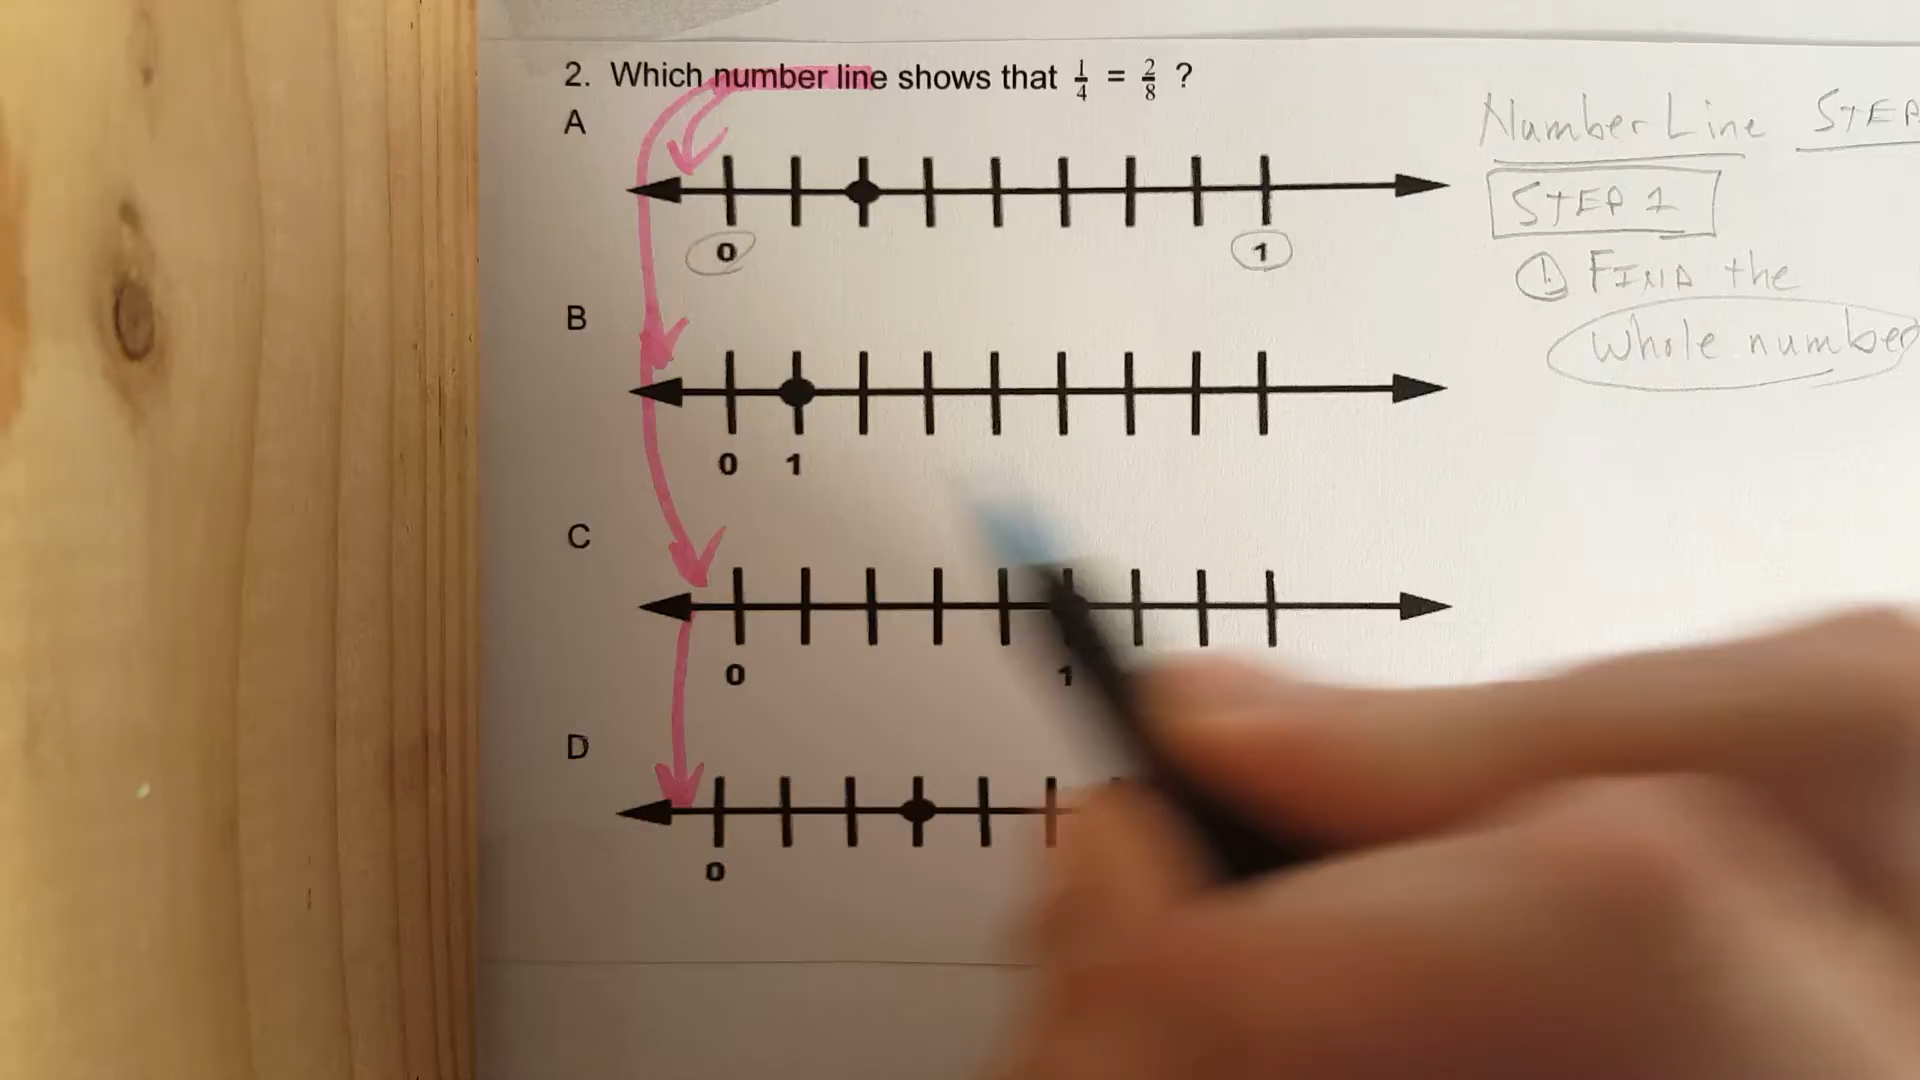 2. Which number line shows that 1/4 = 2/8 ?
A
0 1
B
0 1
C
0 1
D
0
Number Line STEP
STEP 1
① FIND the
Whole number